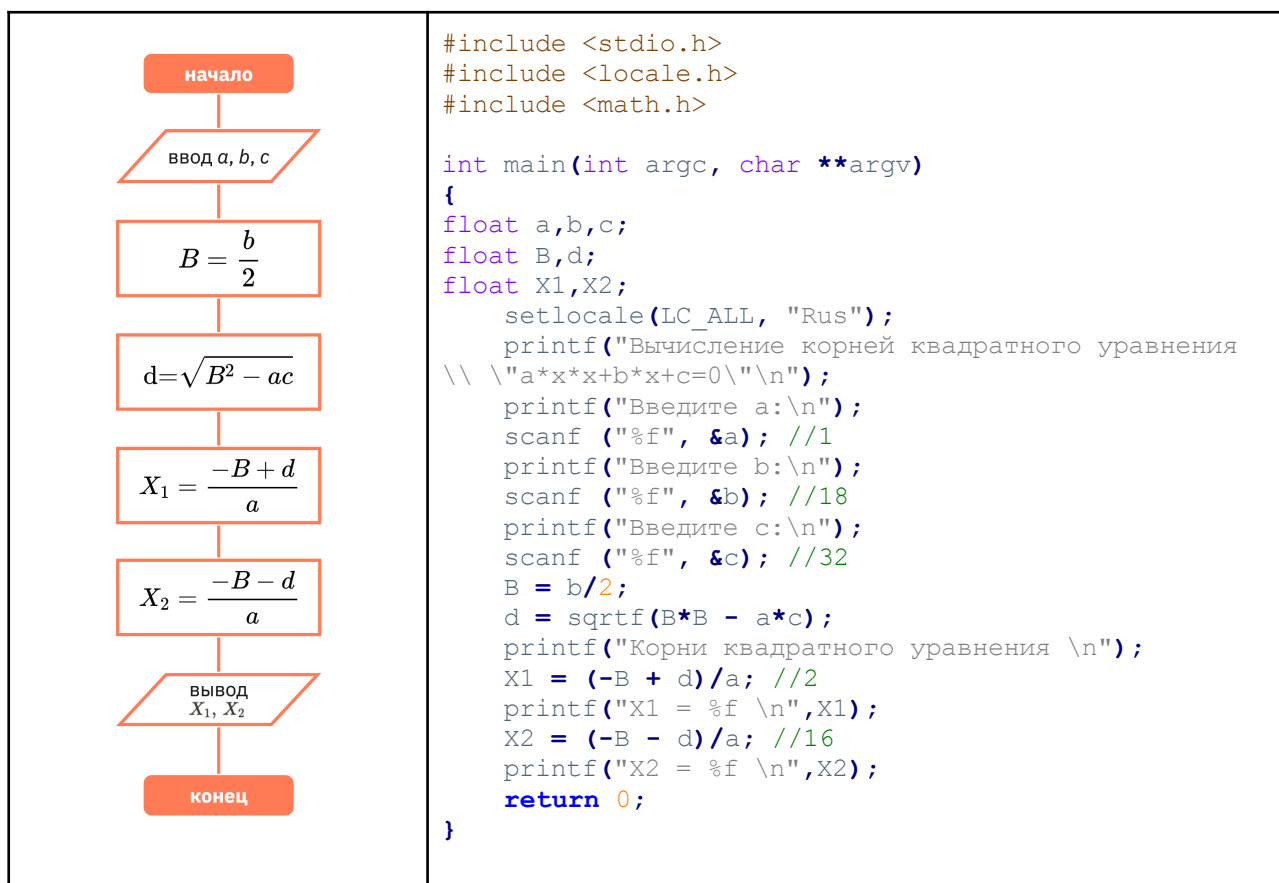 начало
ввод a, b, c
B = b/2
d=√(B² − ac)
X₁ = (−B + d)/a
X₂ = (−B − d)/a
вывод
X₁, X₂
конец
#include <stdio.h>
#include <locale.h>
#include <math.h>
int main(int argc, char **argv)
{
float a,b,c;
float B,d;
float X1,X2;
    setlocale(LC_ALL, "Rus");
    printf("Вычисление корней квадратного уравнения
\\ \"a*x*x+b*x+c=0\"\n");
    printf("Введите a:\n");
    scanf ("%f", &a); //1
    printf("Введите b:\n");
    scanf ("%f", &b); //18
    printf("Введите c:\n");
    scanf ("%f", &c); //32
    B = b/2;
    d = sqrtf(B*B - a*c);
    printf("Корни квадратного уравнения \n");
    X1 = (-B + d)/a; //2
    printf("X1 = %f \n",X1);
    X2 = (-B - d)/a; //16
    printf("X2 = %f \n",X2);
    return 0;
}